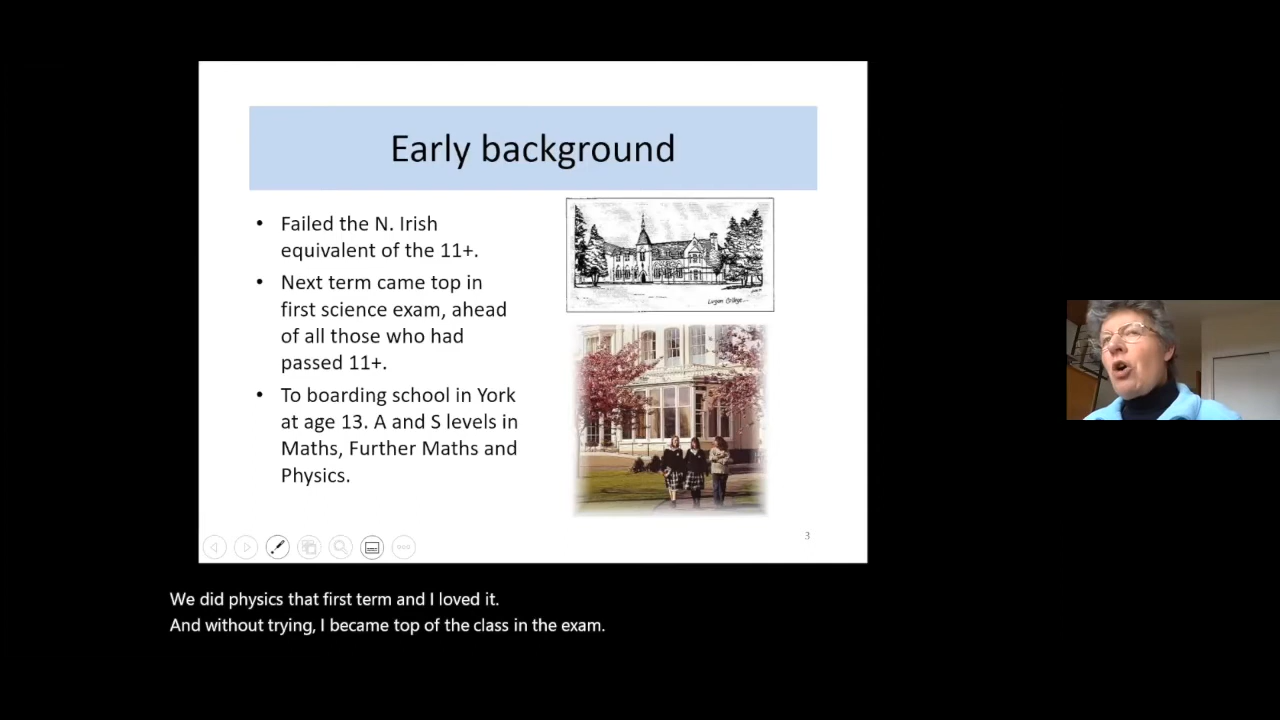 Early background
• Failed the N. Irish
equivalent of the 11+.
• Next term came top in
first science exam, ahead
of all those who had
passed 11+.
• To boarding school in York
at age 13. A and S levels in
Maths, Further Maths and
Physics.
Lurgan College
3
We did physics that first term and I loved it.
And without trying, I became top of the class in the exam.